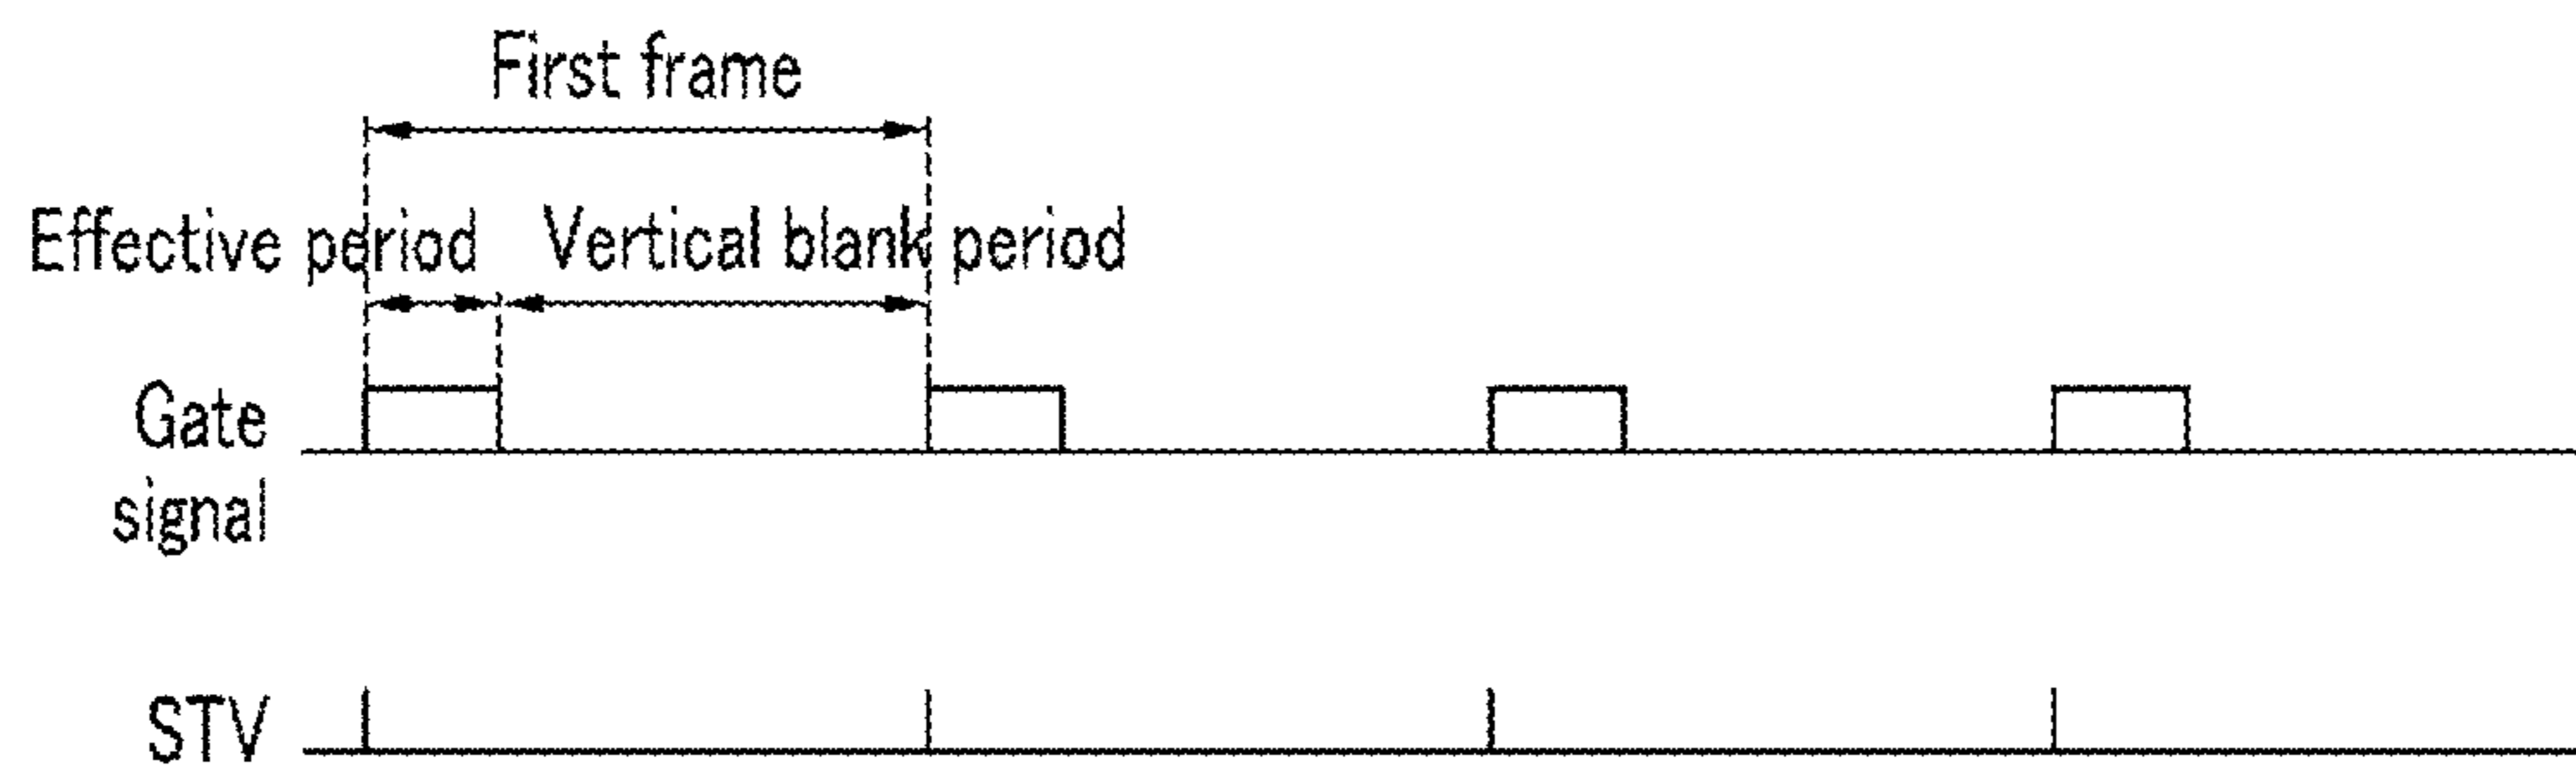 First frame
Effective period
Vertical blank period
Gate
signal
STV